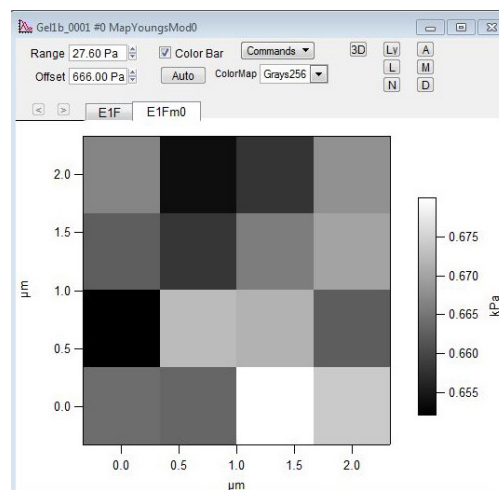 Gel1b_0001 #0 MapYoungsMod0
Range 27.60 Pa Color Bar Commands 3D Ly A
Offset 666.00 Pa Auto ColorMap Grays256 L M
N D
< > E1F E1Fm0
2.0
1.5
1.0
0.5
0.0
µm
0.0 0.5 1.0 1.5 2.0
µm
0.675
0.670
0.665
0.660
0.655
kPa